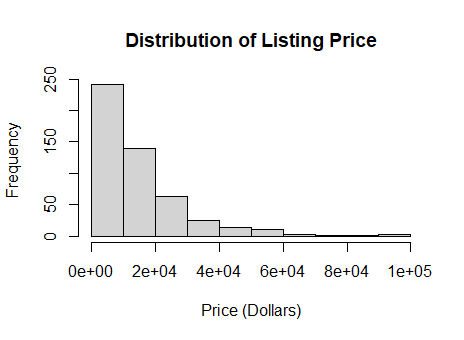 Distribution of Listing Price
Frequency
250
150
50
0
0e+00 2e+04 4e+04 6e+04 8e+04 1e+05
Price (Dollars)